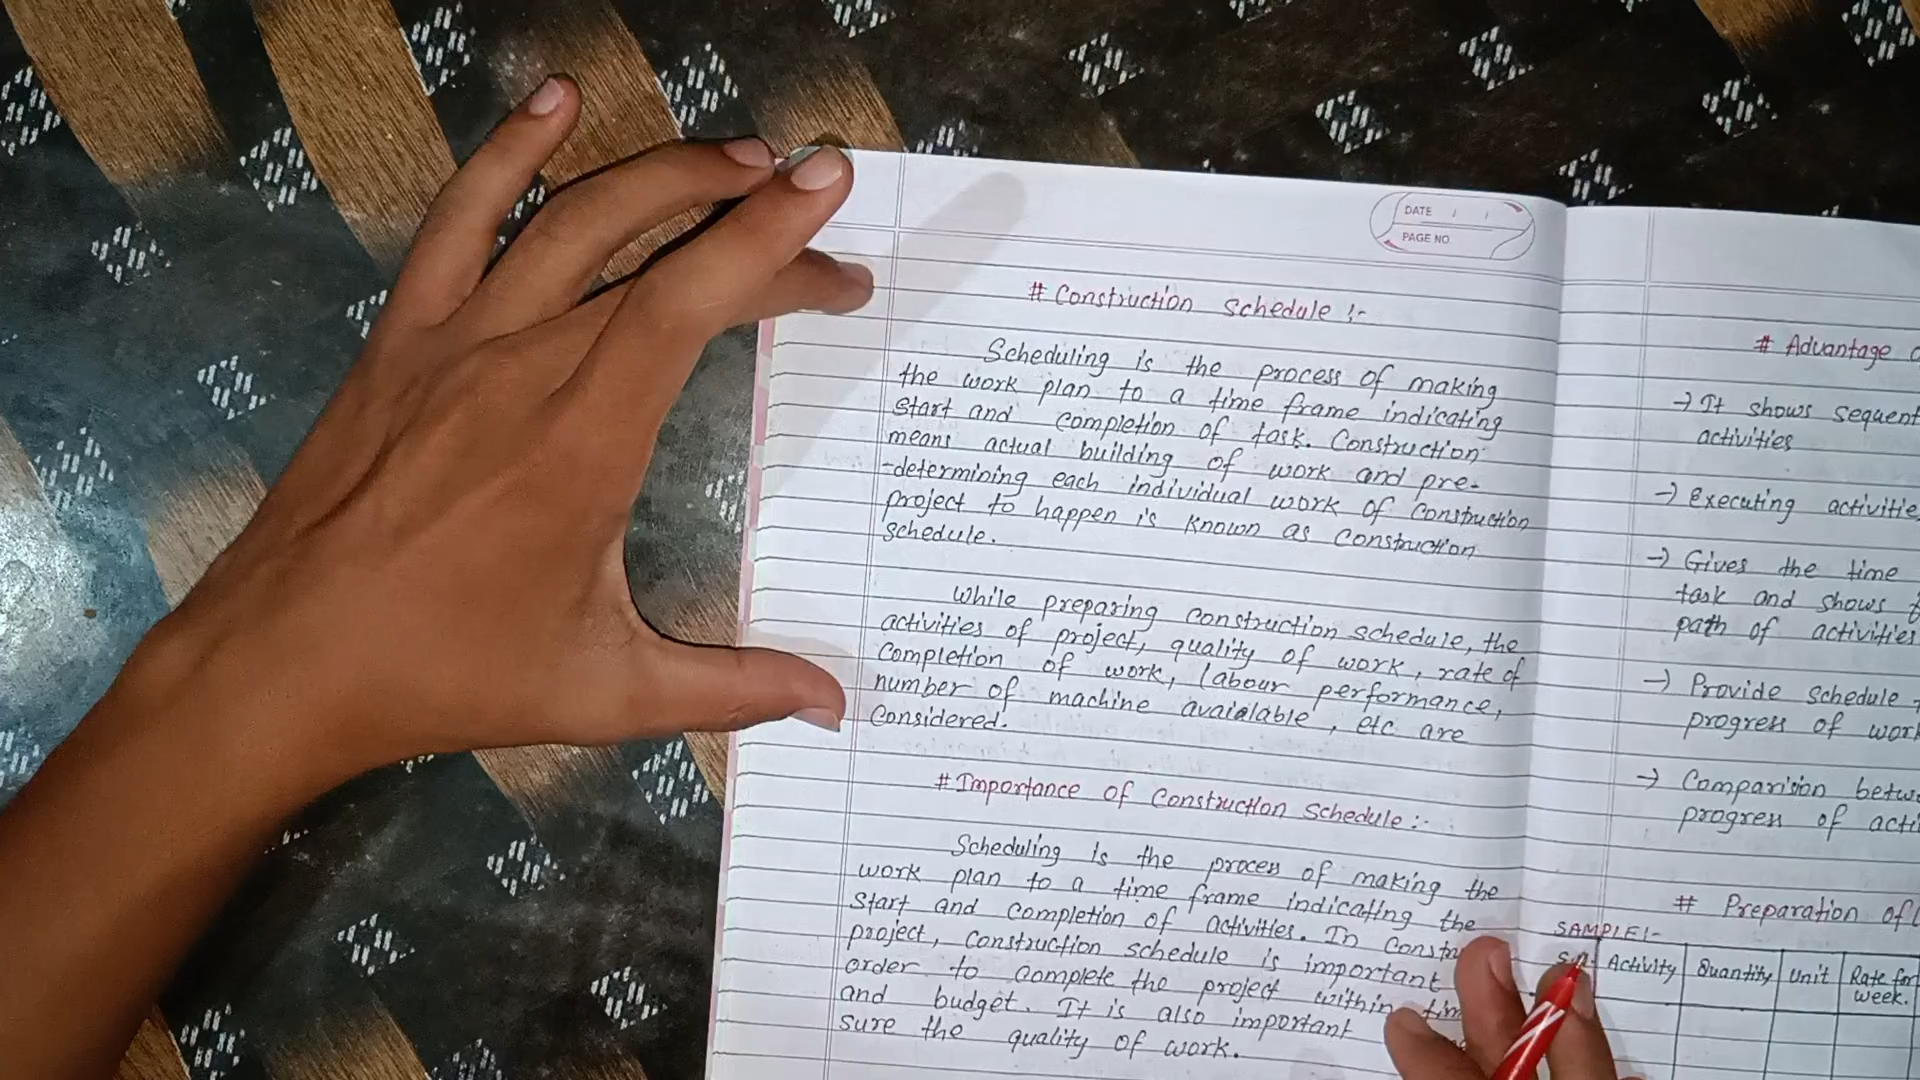 DATE / /
PAGE NO.
# Construction Schedule :-
Scheduling is the process of making
the work plan to a time frame indicating
start and completion of task. Construction
means actual building of work and pre-
-determining each individual work of construction
project to happen is known as construction
schedule.
While preparing construction schedule, the
activities of project, quality of work, rate of
completion of work, labour performance,
number of machine avaialable, etc are
considered.
# Importance of Construction Schedule :-
Scheduling is the process of making the
work plan to a time frame indicating the
start and completion of activities. In constr
project, construction schedule is important
order to complete the project within tim
and budget. It is also important
sure the quality of work.
# Advantage
→ It shows sequent
activities
→ Executing activitie
→ Gives the time
task and shows
path of activities
→ Provide schedule
progress of wor
→ Comparision betw
progress of acti
# Preparation of
SAMPLE:-
Activity Quantity Unit Rate for
week.